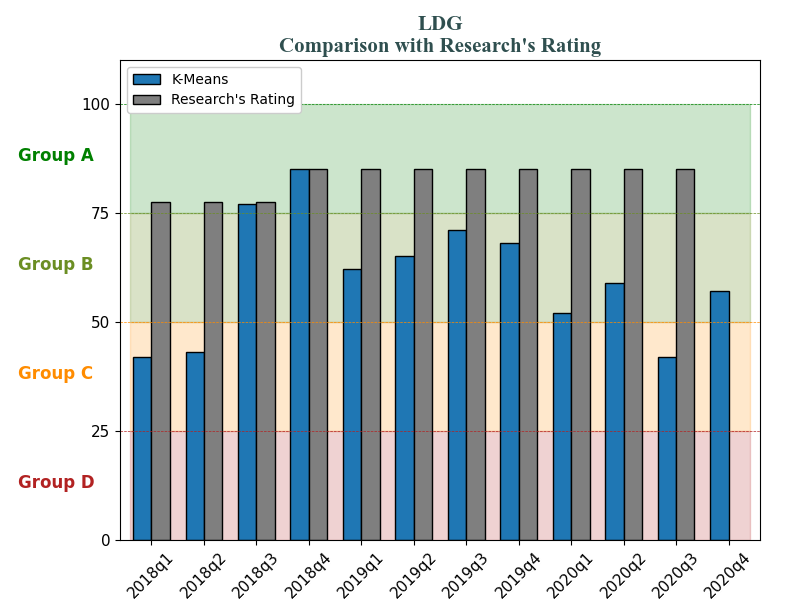 LDG
Comparison with Research's Rating
K-Means
Research's Rating
100
Group A
75
Group B
50
Group C
25
Group D
0
2018q1 2018q2 2018q3 2018q4 2019q1 2019q2 2019q3 2019q4 2020q1 2020q2 2020q3 2020q4